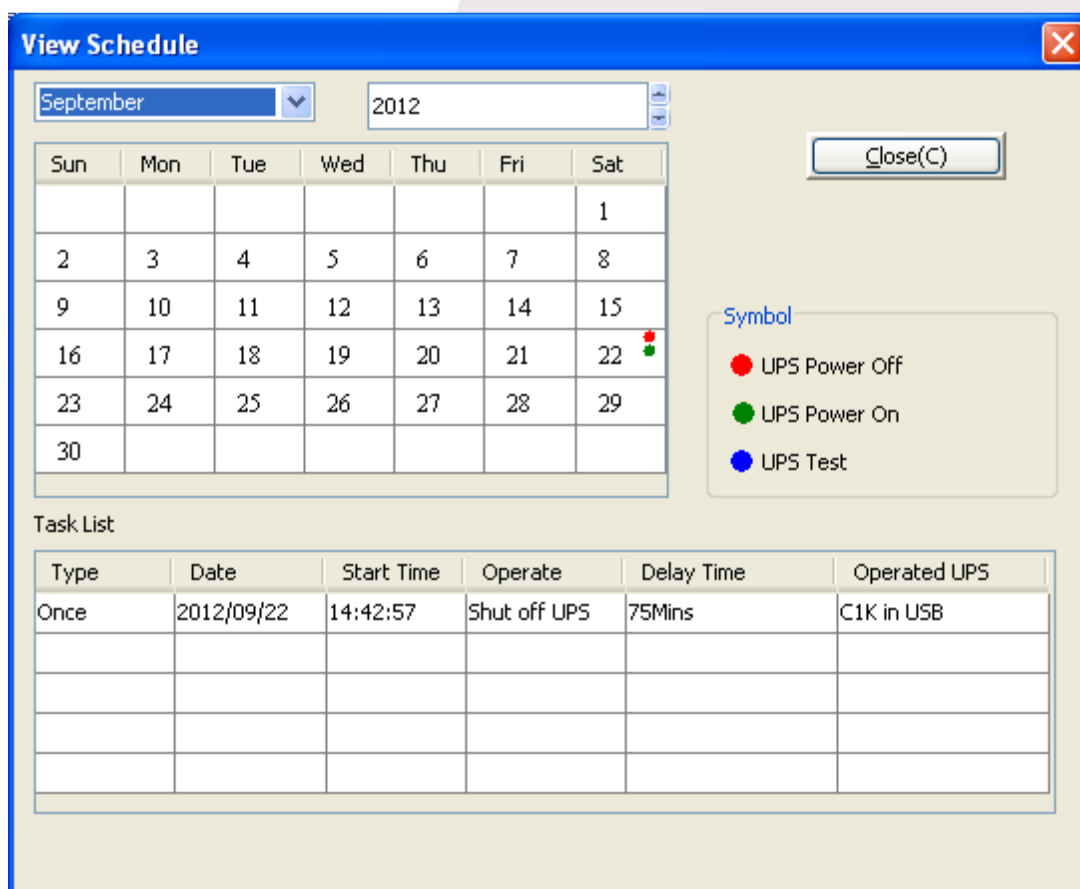 View Schedule
September 2012
Close(C)
Sun Mon Tue Wed Thu Fri Sat
1
2 3 4 5 6 7 8
9 10 11 12 13 14 15
16 17 18 19 20 21 22
23 24 25 26 27 28 29
30
Symbol
UPS Power Off
UPS Power On
UPS Test
Task List
Type Date Start Time Operate Delay Time Operated UPS
Once 2012/09/22 14:42:57 Shut off UPS 75Mins C1K in USB